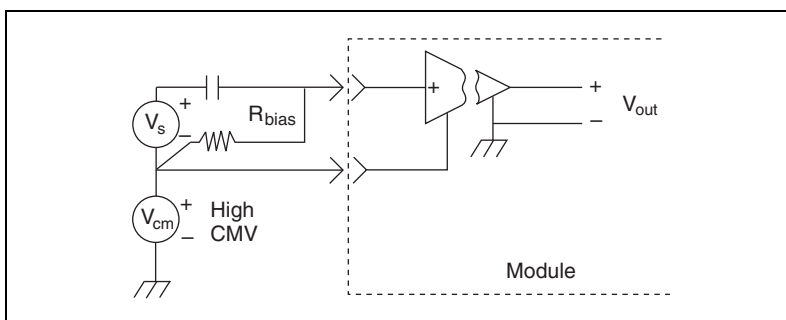 +
R_bias
+
+
V_s
–
–
V_out
+
V_cm
–
High
CMV
Module